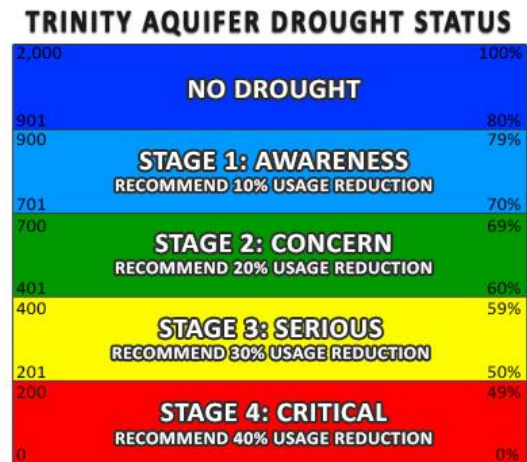 TRINITY AQUIFER DROUGHT STATUS
2,000 100%
NO DROUGHT
901 80%
900 79%
STAGE 1: AWARENESS
RECOMMEND 10% USAGE REDUCTION
701 70%
700 69%
STAGE 2: CONCERN
RECOMMEND 20% USAGE REDUCTION
401 60%
400 59%
STAGE 3: SERIOUS
RECOMMEND 30% USAGE REDUCTION
201 50%
200 49%
STAGE 4: CRITICAL
RECOMMEND 40% USAGE REDUCTION
0 0%